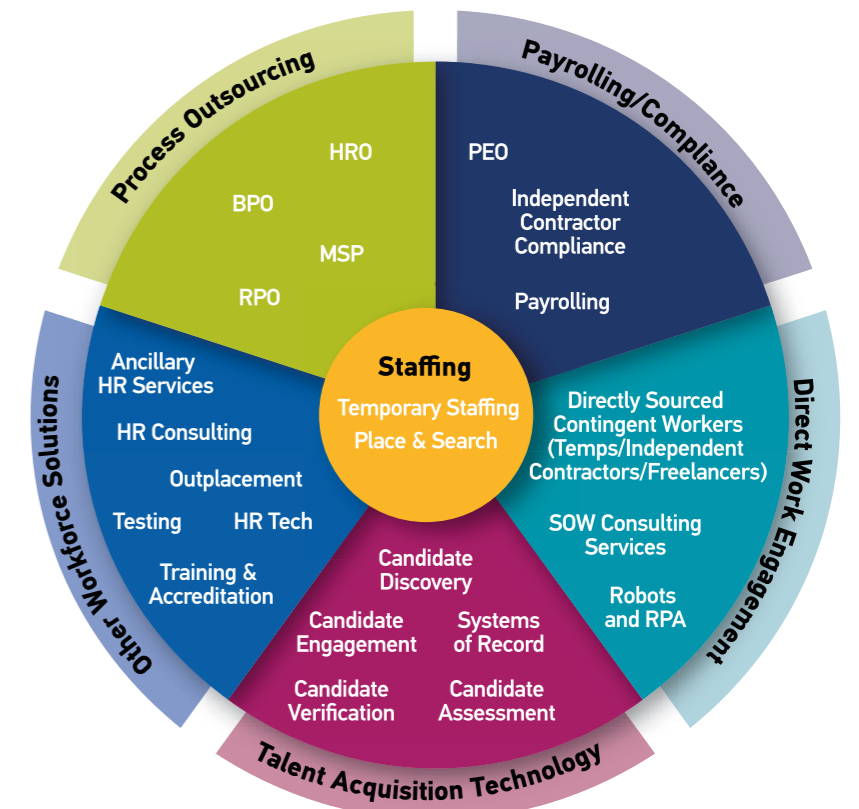 Process Outsourcing
HRO
BPO
MSP
RPO
Payrolling/Compliance
PEO
Independent
Contractor
Compliance
Payrolling
Direct Work Engagement
Directly Sourced
Contingent Workers
(Temps/Independent
Contractors/Freelancers)
SOW Consulting
Services
Robots
and RPA
Talent Acquisition Technology
Candidate
Discovery
Candidate
Engagement
Systems
of Record
Candidate
Verification
Candidate
Assessment
Other Workforce Solutions
Ancillary
HR Services
HR Consulting
Outplacement
Testing
HR Tech
Training &
Accreditation
Staffing
Temporary Staffing
Place & Search